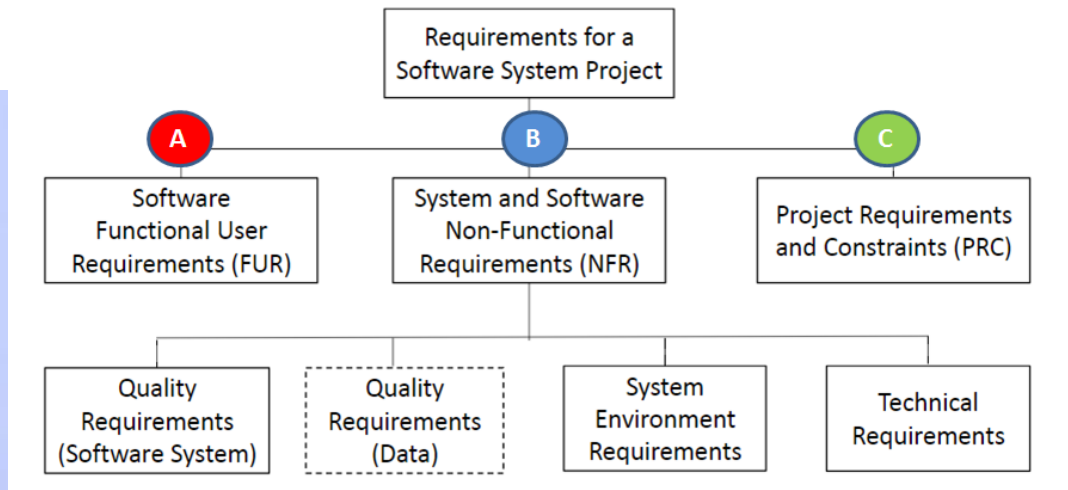 Requirements for a
Software System Project
A
B
C
Software
Functional User
Requirements (FUR)
System and Software
Non-Functional
Requirements (NFR)
Project Requirements
and Constraints (PRC)
Quality
Requirements
(Software System)
Quality
Requirements
(Data)
System
Environment
Requirements
Technical
Requirements